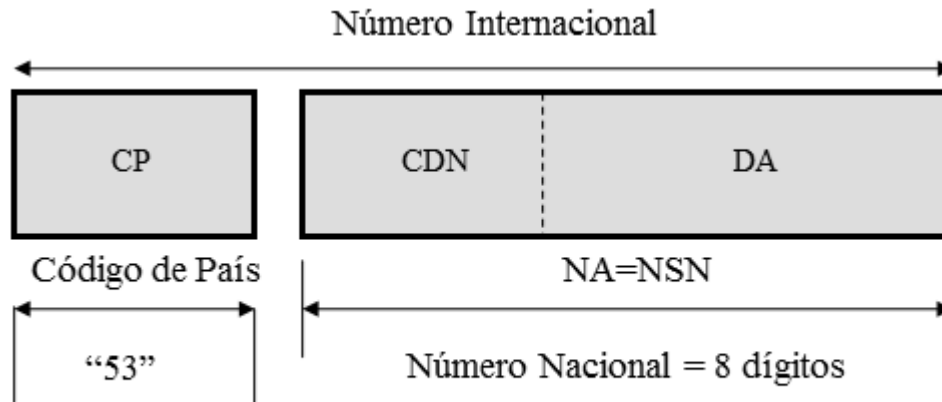 Número Internacional
CP
CDN
DA
Código de País
NA=NSN
“53”
Número Nacional = 8 dígitos